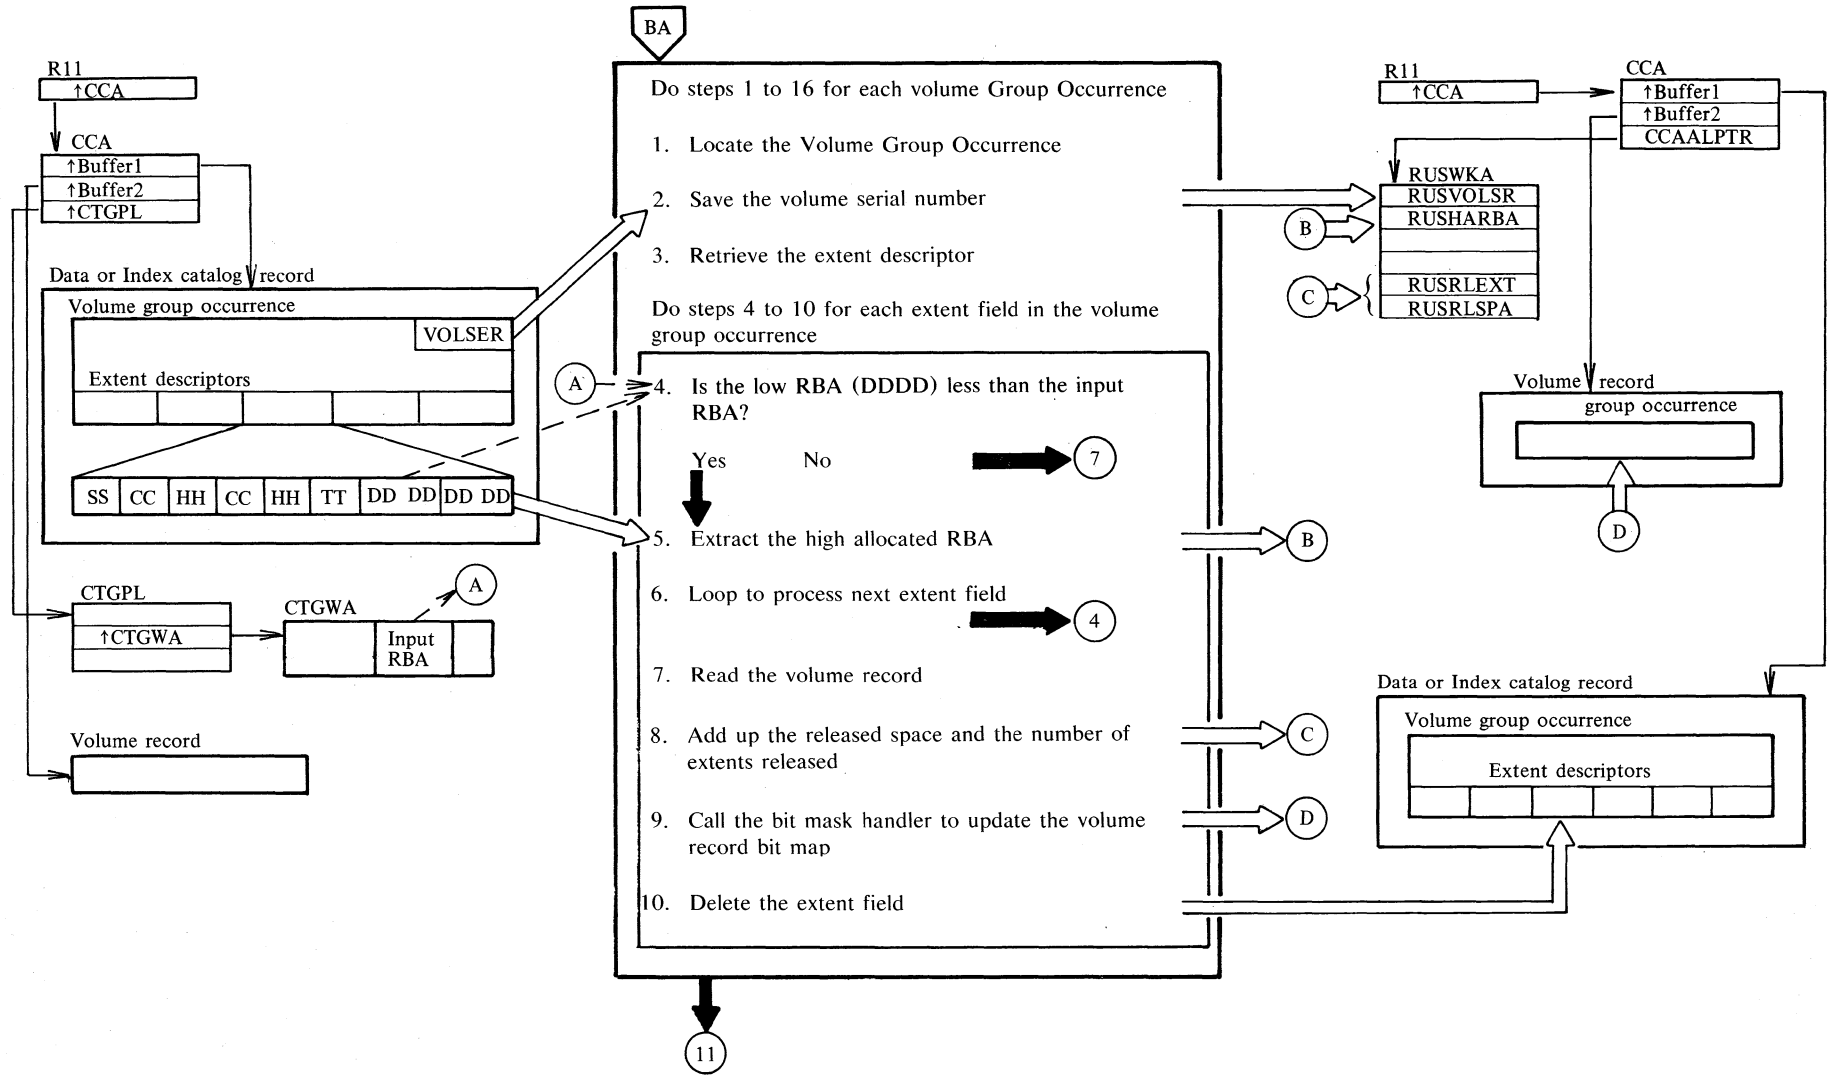 BA
R11
↑CCA
CCA
↑Buffer1
↑Buffer2
↑CTGPL
Data or Index catalog record
Volume group occurrence
VOLSER
Extent descriptors
SS CC HH CC HH TT DD DD DD DD
A
CTGPL
↑CTGWA
CTGWA
Input
RBA
A
Volume record
Do steps 1 to 16 for each volume Group Occurrence
1. Locate the Volume Group Occurrence
2. Save the volume serial number
3. Retrieve the extent descriptor
Do steps 4 to 10 for each extent field in the volume
group occurrence
4. Is the low RBA (DDDD) less than the input
RBA?
Yes No
7
5. Extract the high allocated RBA
B
6. Loop to process next extent field
4
7. Read the volume record
8. Add up the released space and the number of
extents released
C
9. Call the bit mask handler to update the volume
record bit map
D
10. Delete the extent field
11
R11
↑CCA
CCA
↑Buffer1
↑Buffer2
CCAALPTR
RUSWKA
RUSVOLSR
B
RUSHARBA
C
RUSRLEXT
RUSRLSPA
Volume record
group occurrence
D
Data or Index catalog record
Volume group occurrence
Extent descriptors